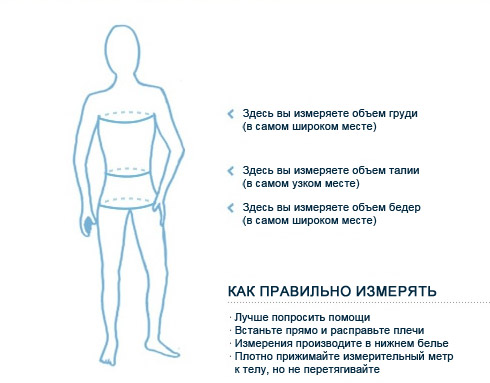 Здесь вы измеряете объем груди
(в самом широком месте)
Здесь вы измеряете объем талии
(в самом узком месте)
Здесь вы измеряете объем бедер
(в самом широком месте)
КАК ПРАВИЛЬНО ИЗМЕРЯТЬ
· Лучше попросить помощи
· Встаньте прямо и расправьте плечи
· Измерения производите в нижнем белье
· Плотно прижимайте измерительный метр
к телу, но не перетягивайте